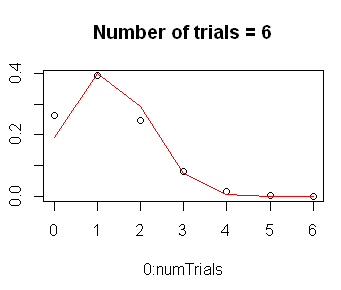 Number of trials = 6
0.4
0.2
0.0
0 1 2 3 4 5 6
0:numTrials